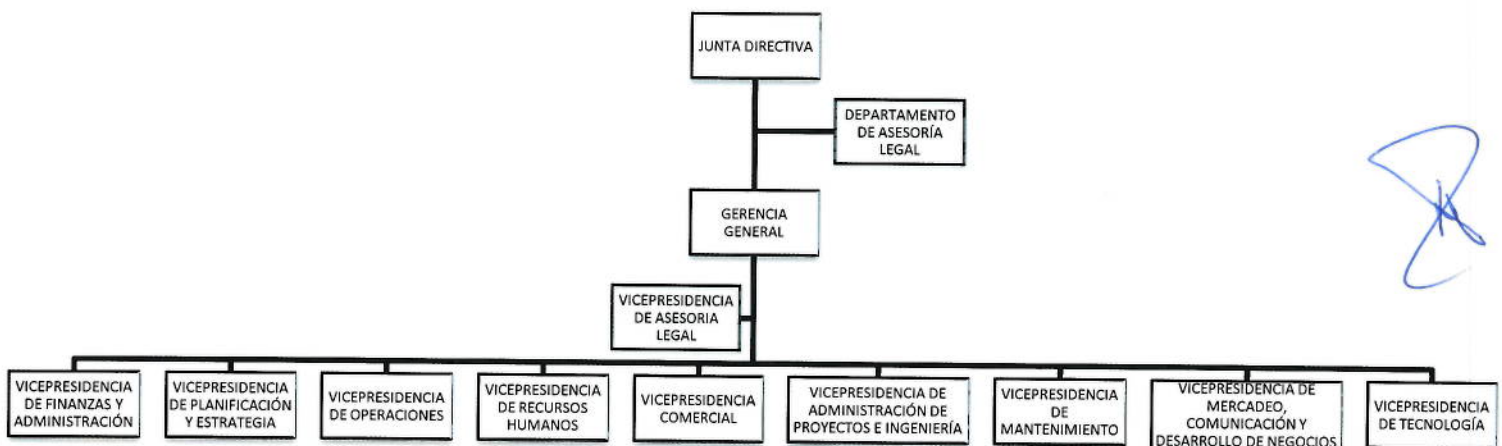 JUNTA DIRECTIVA
DEPARTAMENTO
DE ASESORÍA
LEGAL
GERENCIA
GENERAL
VICEPRESIDENCIA
DE ASESORIA
LEGAL
VICEPRESIDENCIA
DE FINANZAS Y
ADMINISTRACIÓN
VICEPRESIDENCIA
DE PLANIFICACIÓN
Y ESTRATEGIA
VICEPRESIDENCIA
DE OPERACIONES
VICEPRESIDENCIA
DE RECURSOS
HUMANOS
VICEPRESIDENCIA
COMERCIAL
VICEPRESIDENCIA DE
ADMINISTRACIÓN DE
PROYECTOS E INGENIERÍA
VICEPRESIDENCIA
DE
MANTENIMIENTO
VICEPRESIDENCIA DE
MERCADEO,
COMUNICACIÓN Y
DESARROLLO DE NEGOCIOS
VICEPRESIDENCIA
DE TECNOLOGÍA